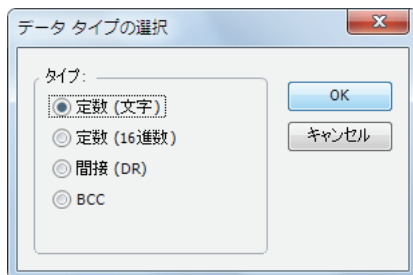 データ タイプの選択
タイプ:
定数 (文字)
定数 (16進数)
間接 (DR)
BCC
OK
キャンセル